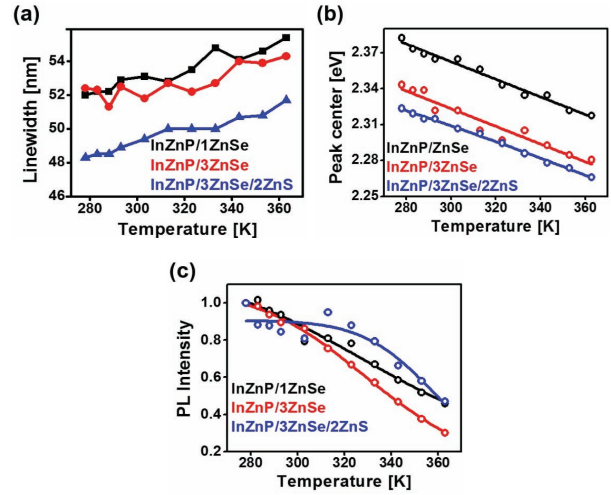 (a)
Linewidth [nm]
54
52
50
48
46
InZnP/1ZnSe
InZnP/3ZnSe
InZnP/3ZnSe/2ZnS
280 300 320 340 360
Temperature [K]
(b)
Peak center [eV]
2.37
2.34
2.31
2.28
2.25
InZnP/ZnSe
InZnP/3ZnSe
InZnP/3ZnSe/2ZnS
280 300 320 340 360
Temperature [K]
(c)
PL Intensity
1.0
0.8
0.6
0.4
0.2
InZnP/1ZnSe
InZnP/3ZnSe
InZnP/3ZnSe/2ZnS
280 300 320 340 360
Temperature [K]